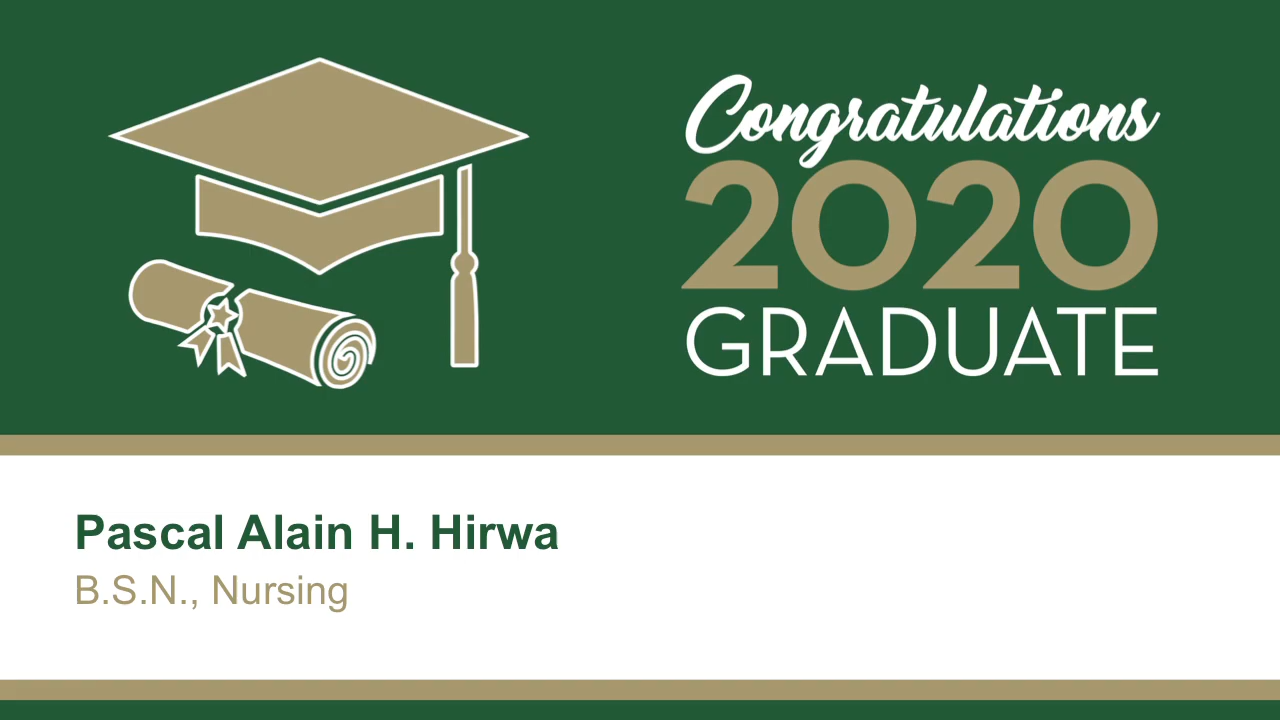 Congratulations
2020
GRADUATE
Pascal Alain H. Hirwa
B.S.N., Nursing